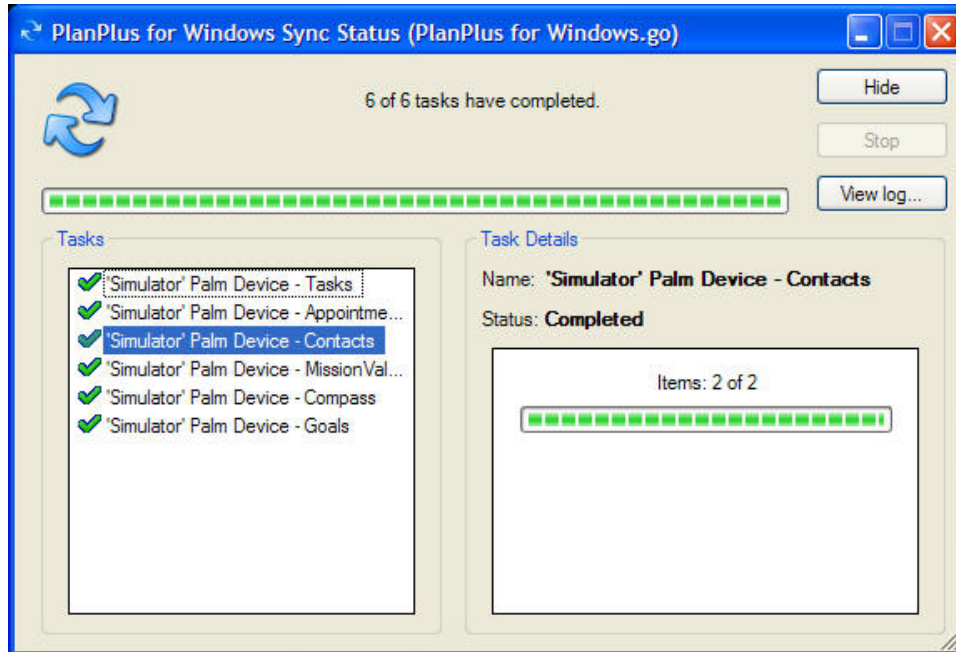 PlanPlus for Windows Sync Status (PlanPlus for Windows.go)
6 of 6 tasks have completed.
Hide
Stop
View log...
Tasks
'Simulator' Palm Device - Tasks
'Simulator' Palm Device - Appointme...
'Simulator' Palm Device - Contacts
'Simulator' Palm Device - MissionVal...
'Simulator' Palm Device - Compass
'Simulator' Palm Device - Goals
Task Details
Name: 'Simulator' Palm Device - Contacts
Status: Completed
Items: 2 of 2